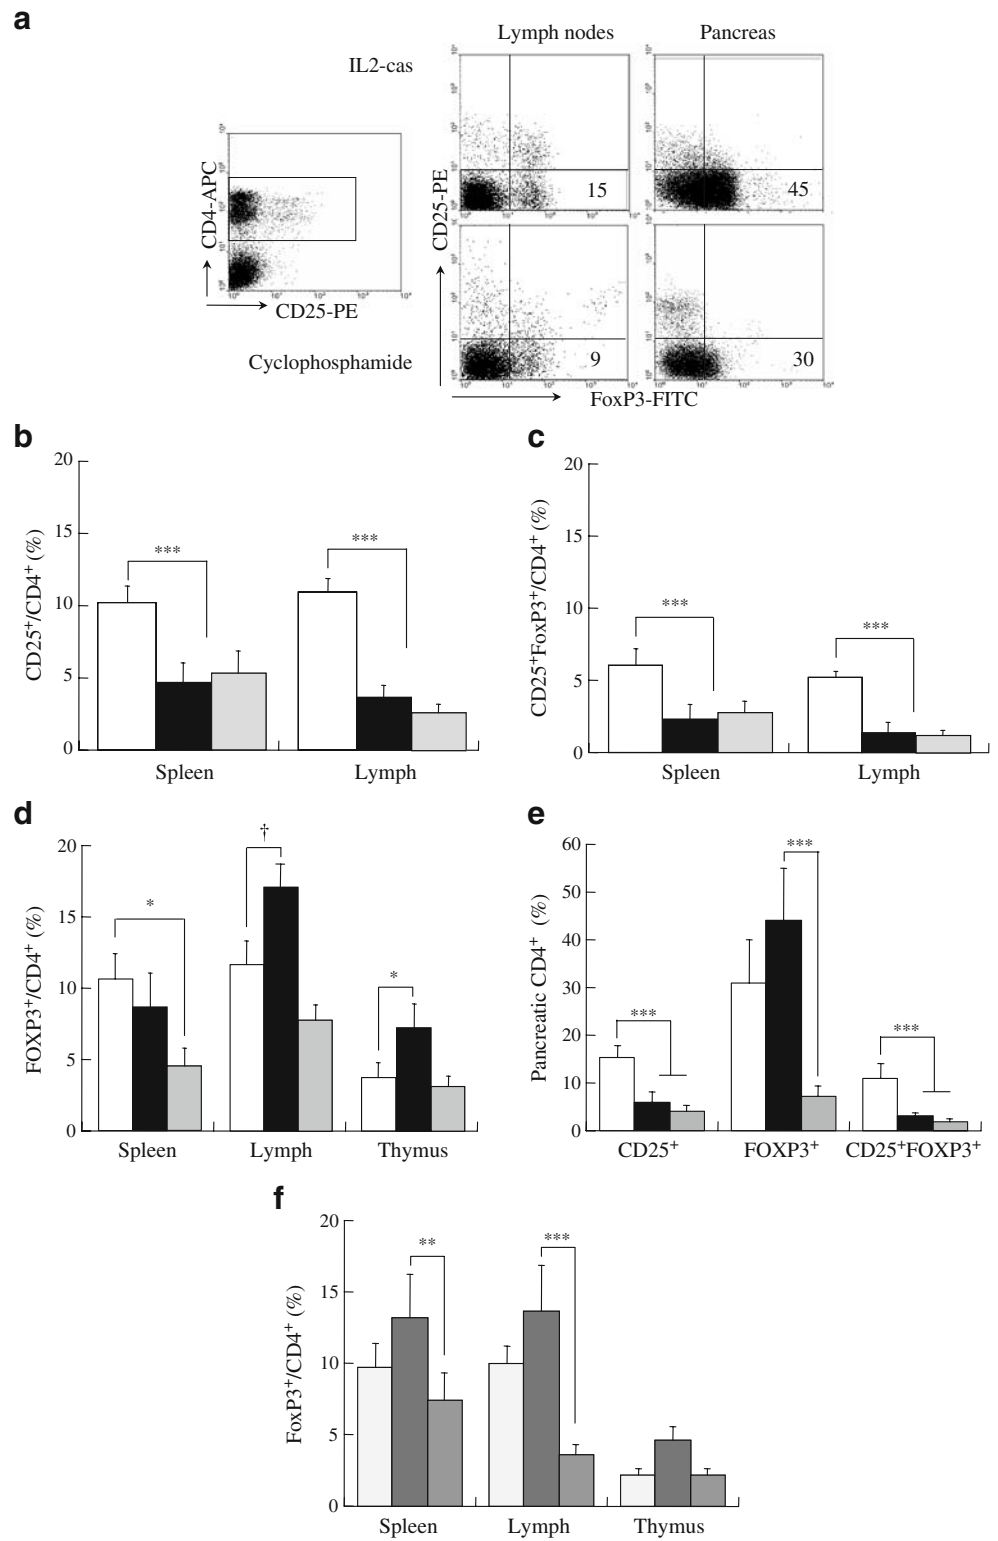 a
Lymph nodes
Pancreas
IL2-cas
CD4-APC
CD25-PE
CD25-PE
15
45
Cyclophosphamide
9
30
FoxP3-FITC
b
CD25⁺/CD4⁺ (%)
20
15
10
5
0
***
***
Spleen
Lymph
c
CD25⁺FoxP3⁺/CD4⁺ (%)
20
15
10
5
0
***
***
Spleen
Lymph
d
FOXP3⁺/CD4⁺ (%)
20
15
10
5
0
*
†
*
Spleen
Lymph
Thymus
e
Pancreatic CD4⁺ (%)
60
50
40
30
20
10
0
***
***
***
CD25⁺
FOXP3⁺
CD25⁺FOXP3⁺
f
FoxP3⁺/CD4⁺ (%)
20
15
10
5
0
**
***
Spleen
Lymph
Thymus